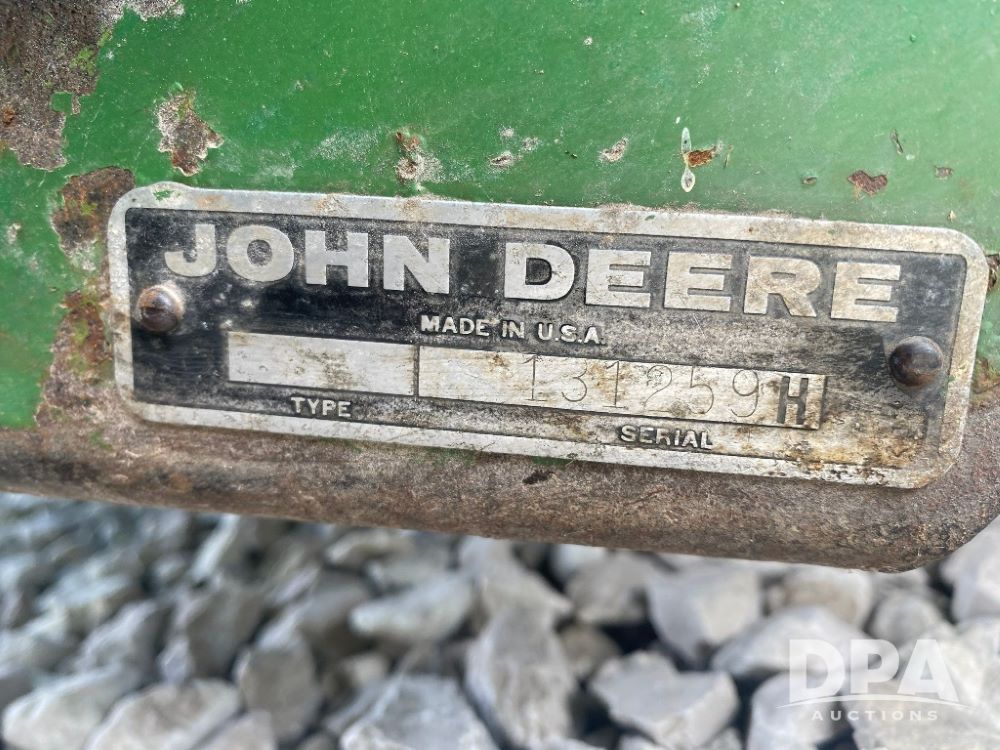 JOHN DEERE
MADE IN U.S.A.
131259H
TYPE
SERIAL
DPA
AUCTIONS